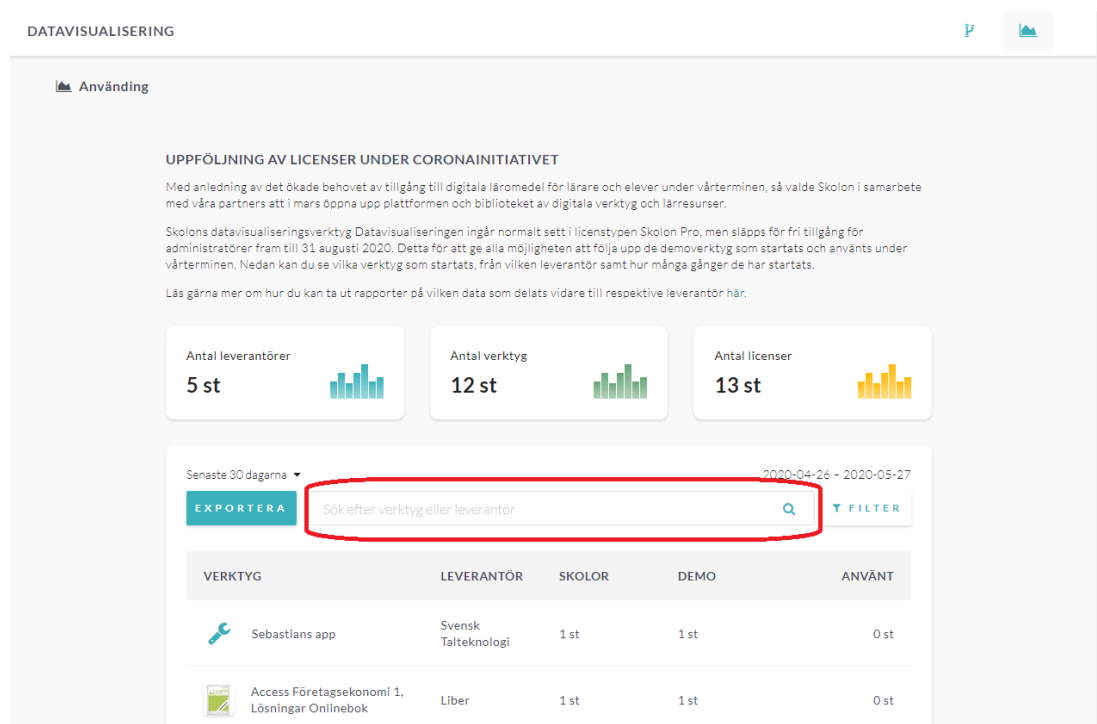 DATAVISUALISERING
Använding
UPPFÖLJNING AV LICENSER UNDER CORONAINITIATIVET
Med anledning av det ökade behovet av tillgång till digitala läromedel för lärare och elever under vårterminen, så valde Skolon i samarbete
med våra partners att i mars öppna upp plattformen och biblioteket av digitala verktyg och lärresurser.
Skolons datavisualiseringsverktyg Datavisualiseringen ingår normalt sett i licenstypen Skolon Pro, men släpps för fri tillgång för
administratörer fram till 31 augusti 2020. Detta för att ge alla möjligheten att följa upp de demoverktyg som startats och använts under
vårterminen. Nedan kan du se vilka verktyg som startats, från vilken leverantör samt hur många gånger de har startats.
Läs gärna mer om hur du kan ta ut rapporter på vilken data som delats vidare till respektive leverantör här.
Antal leverantörer
5 st
Antal verktyg
12 st
Antal licenser
13 st
Senaste 30 dagarna
2020-04-26 – 2020-05-27
EXPORTERA
Sök efter verktyg eller leverantör
FILTER
VERKTYG LEVERANTÖR SKOLOR DEMO ANVÄNT
Sebastians app
Svensk
Talteknologi
1 st
1 st
0 st
Access Företagsekonomi 1,
Lösningar Onlinebok
Liber
1 st
1 st
0 st